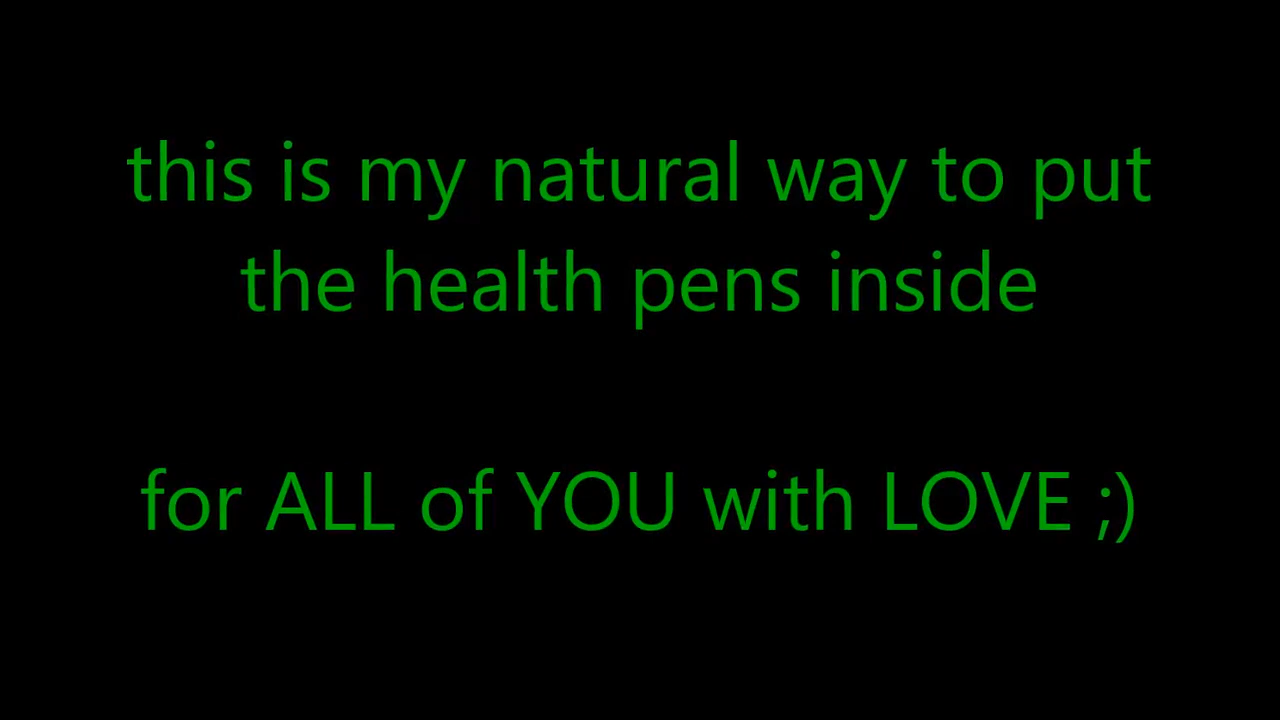 this is my natural way to put
the health pens inside
for ALL of YOU with LOVE ;)